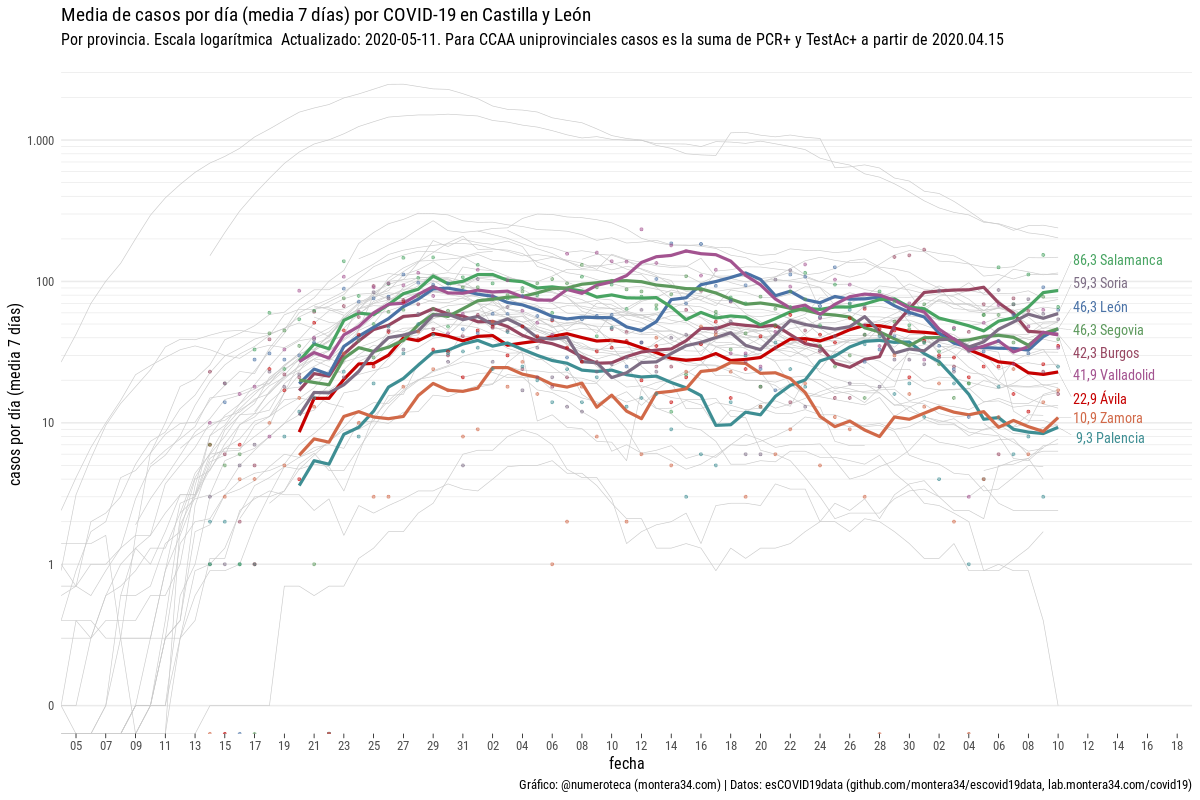 Media de casos por día (media 7 días) por COVID-19 en Castilla y León
Por provincia. Escala logarítmica  Actualizado: 2020-05-11. Para CCAA uniprovinciales casos es la suma de PCR+ y TestAc+ a partir de 2020.04.15
casos por día (media 7 días)
1.000
100
10
1
0
86,3 Salamanca
59,3 Soria
46,3 León
46,3 Segovia
42,3 Burgos
41,9 Valladolid
22,9 Ávila
10,9 Zamora
9,3 Palencia
05 07 09 11 13 15 17 19 21 23 25 27 29 31 02 04 06 08 10 12 14 16 18 20 22 24 26 28 30 02 04 06 08 10 12 14 16 18
fecha
Gráfico: @numeroteca (montera34.com) | Datos: esCOVID19data (github.com/montera34/escovid19data, lab.montera34.com/covid19)